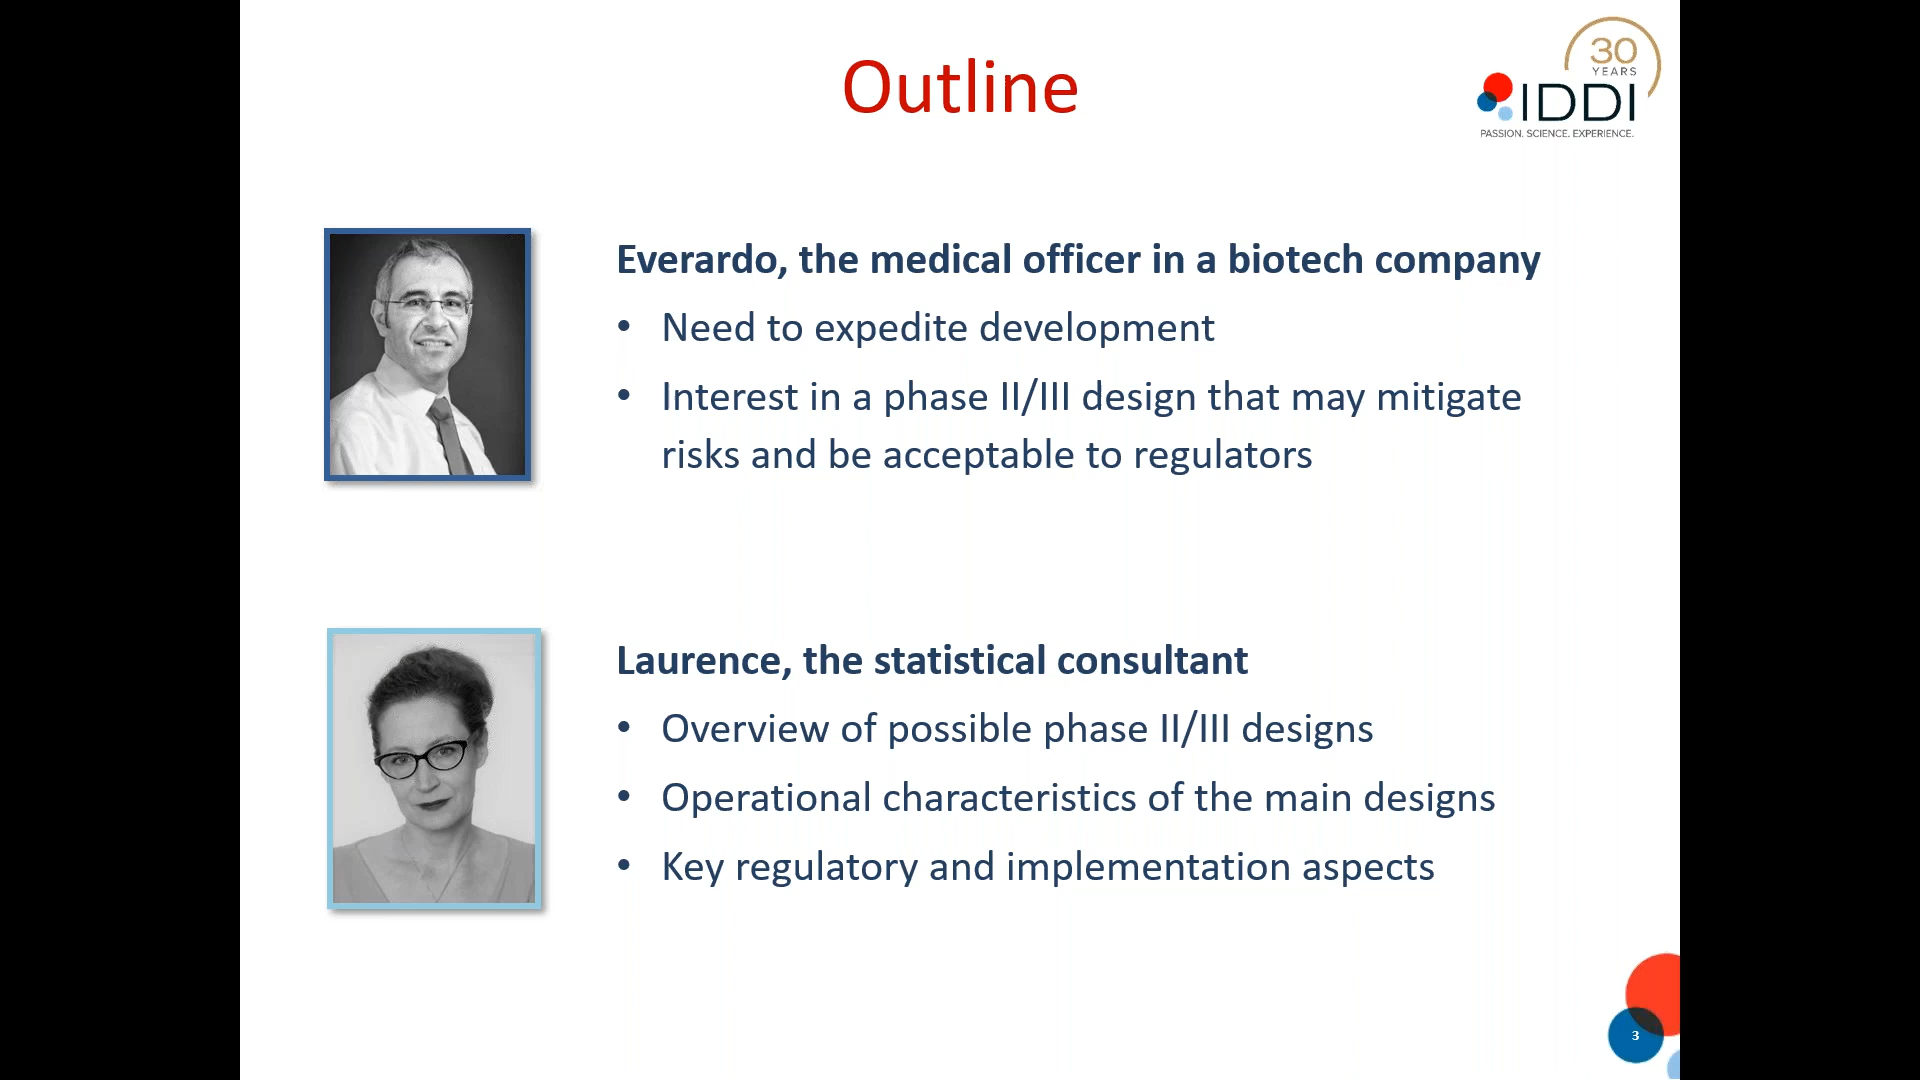 Outline
30
YEARS
IDDI
PASSION. SCIENCE. EXPERIENCE.
Everardo, the medical officer in a biotech company
• Need to expedite development
• Interest in a phase II/III design that may mitigate
risks and be acceptable to regulators
Laurence, the statistical consultant
• Overview of possible phase II/III designs
• Operational characteristics of the main designs
• Key regulatory and implementation aspects
3